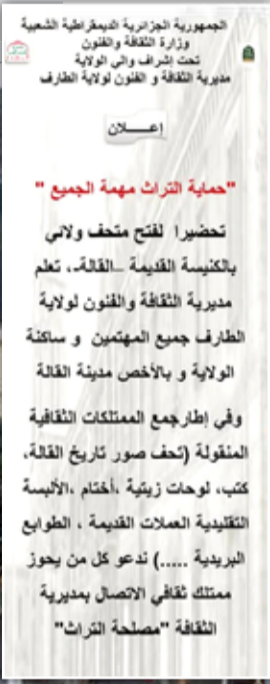 الجمهورية الجزائرية الديمقراطية الشعبية
وزارة الثقافة والفنون
تحت إشراف والي الولاية
مديرية الثقافة و الفنون لولاية الطارف
إعـــلان
"حماية التراث مهمة الجميع "
تحضيرا لفتح متحف ولائي
بالكنيسة القديمة –القالة-، تعلم
مديرية الثقافة والفنون لولاية
الطارف جميع المهتمين و ساكنة
الولاية و بالأخص مدينة القالة
وفي إطارجمع الممتلكات الثقافية
المنقولة (تحف صور تاريخ القالة،
كتب، لوحات زيتية ،أختام ،الألبسة
التقليدية العملات القديمة ، الطوابع
البريدية .....) ندعو كل من يحوز
ممتلك ثقافي الاتصال بمديرية
الثقافة "مصلحة التراث"